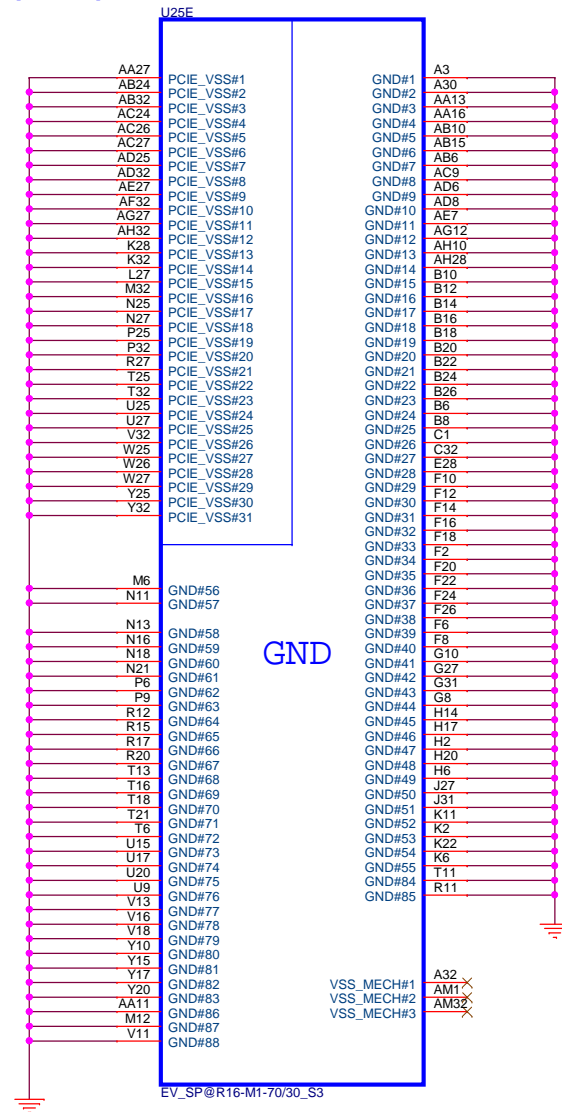 U25E
AA27 PCIE_VSS#1
AB24 PCIE_VSS#2
AB32 PCIE_VSS#3
AC24 PCIE_VSS#4
AC26 PCIE_VSS#5
AC27 PCIE_VSS#6
AD25 PCIE_VSS#7
AD32 PCIE_VSS#8
AE27 PCIE_VSS#9
AF32 PCIE_VSS#10
AG27 PCIE_VSS#11
AH32 PCIE_VSS#12
K28 PCIE_VSS#13
K32 PCIE_VSS#14
L27 PCIE_VSS#15
M32 PCIE_VSS#16
N25 PCIE_VSS#17
N27 PCIE_VSS#18
P25 PCIE_VSS#19
P32 PCIE_VSS#20
R27 PCIE_VSS#21
T25 PCIE_VSS#22
T32 PCIE_VSS#23
U25 PCIE_VSS#24
U27 PCIE_VSS#25
V32 PCIE_VSS#26
W25 PCIE_VSS#27
W26 PCIE_VSS#28
W27 PCIE_VSS#29
Y25 PCIE_VSS#30
Y32 PCIE_VSS#31
M6 GND#56
N11 GND#57
N13 GND#58
N16 GND#59
N18 GND#60
N21 GND#61
P6 GND#62
P9 GND#63
R12 GND#64
R15 GND#65
R17 GND#66
R20 GND#67
T13 GND#68
T16 GND#69
T18 GND#70
T21 GND#71
T6 GND#72
U15 GND#73
U17 GND#74
U20 GND#75
U9 GND#76
V13 GND#77
V16 GND#78
V18 GND#79
Y10 GND#80
Y15 GND#81
Y17 GND#82
Y20 GND#83
AA11 GND#86
M12 GND#87
V11 GND#88
GND
GND#1 A3
GND#2 A30
GND#3 AA13
GND#4 AA16
GND#5 AB10
GND#6 AB15
GND#7 AB6
GND#8 AC9
GND#9 AD6
GND#10 AD8
GND#11 AE7
GND#12 AG12
GND#13 AH10
GND#14 AH28
GND#15 B10
GND#16 B12
GND#17 B14
GND#18 B16
GND#19 B18
GND#20 B20
GND#21 B22
GND#22 B24
GND#23 B26
GND#24 B6
GND#25 B8
GND#26 C1
GND#27 C32
GND#28 E28
GND#29 F10
GND#30 F12
GND#31 F14
GND#32 F16
GND#33 F18
GND#34 F2
GND#35 F20
GND#36 F22
GND#37 F24
GND#38 F26
GND#39 F6
GND#40 F8
GND#41 G10
GND#42 G27
GND#43 G31
GND#44 G8
GND#45 H14
GND#46 H17
GND#47 H2
GND#48 H20
GND#49 H6
GND#50 J27
GND#51 J31
GND#52 K11
GND#53 K2
GND#54 K22
GND#55 K6
GND#84 T11
GND#85 R11
VSS_MECH#1 A32
VSS_MECH#2 AM1
VSS_MECH#3 AM32
EV_SP@R16-M1-70/30_S3